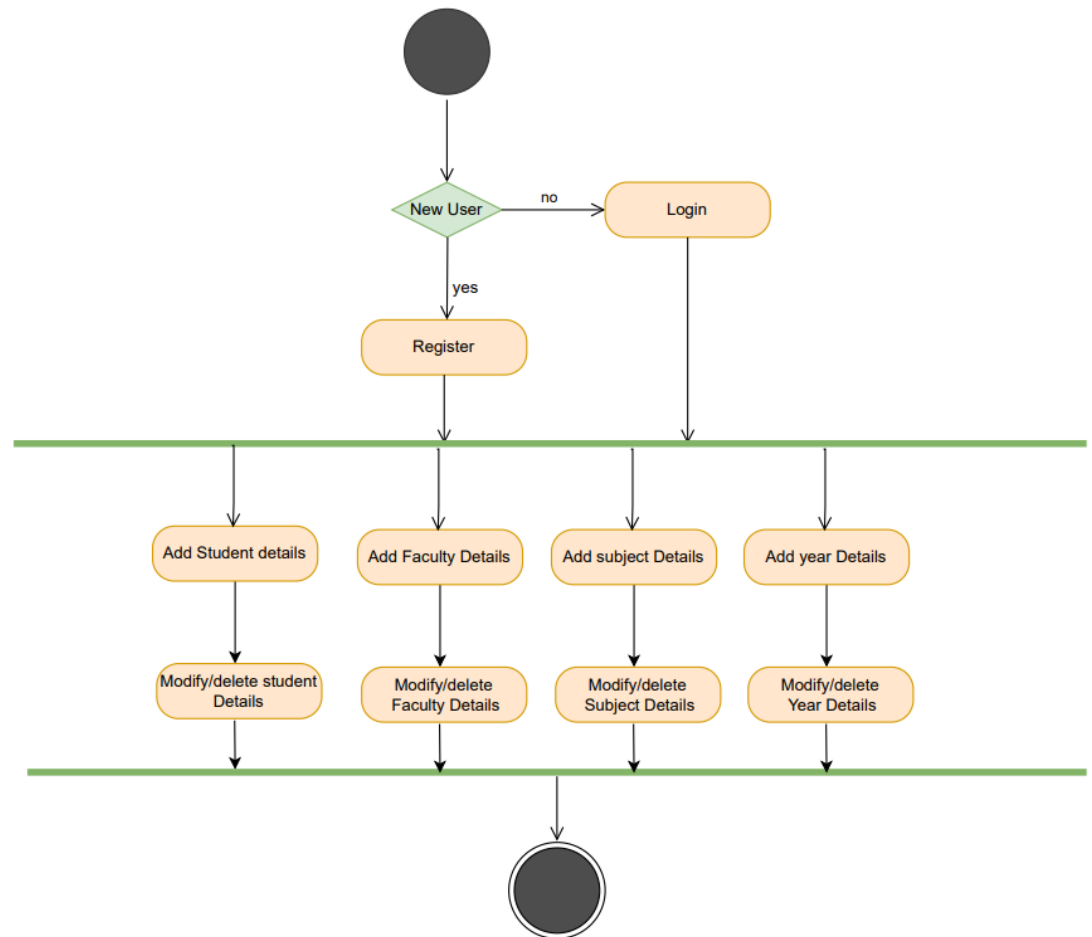 New User
no
Login
yes
Register
Add Student details
Add Faculty Details
Add subject Details
Add year Details
Modify/delete student
Details
Modify/delete
Faculty Details
Modify/delete
Subject Details
Modify/delete
Year Details